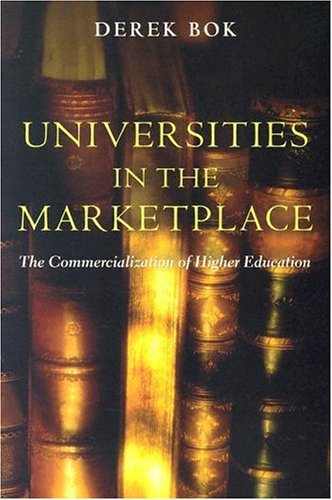 DEREK BOK
UNIVERSITIES
IN THE
MARKETPLACE
The Commercialization of Higher Education